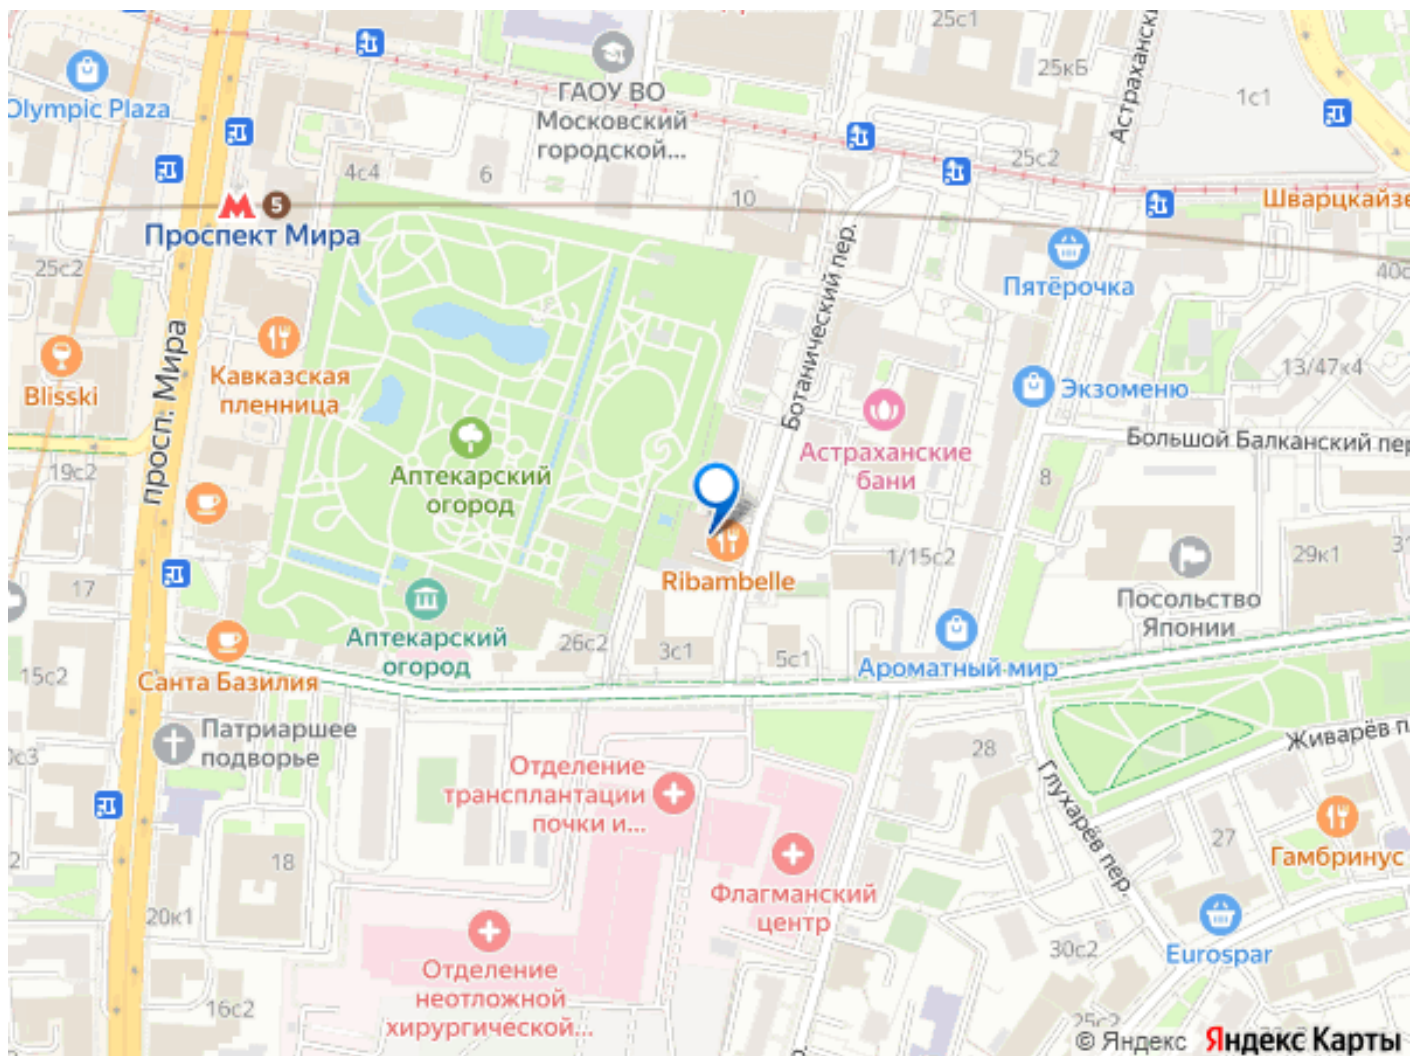 25с1
Астрахански
25кБ
1с1
Olympic Plaza
ГАОУ ВО
Московский
городской...
4с4
6
25с2
10
5
Проспект Мира
Шварцкайзе
25с2
Пятёрочка
40с
Ботанический пер.
просп. Мира
Кавказская
пленница
Blisski
13/47к4
Экзоменю
Большой Балканский пер
Астраханские
бани
Аптекарский
огород
19с2
8
1/15с2
29к1
31
Ribambelle
17
Посольство
Японии
Аптекарский
огород
26с2
3с1
5с1
Ароматный мир
15с2
Санта Базилия
Патриаршее
подворье
Живарёв п
28
Отделение
трансплантации
почки и...
Глухарёв пер.
18
27
Гамбринус
Флагманский
центр
20к1
30с2
Eurospar
Отделение
неотложной
хирургической...
16с2
25с2
© Яндекс
Яндекс Карты